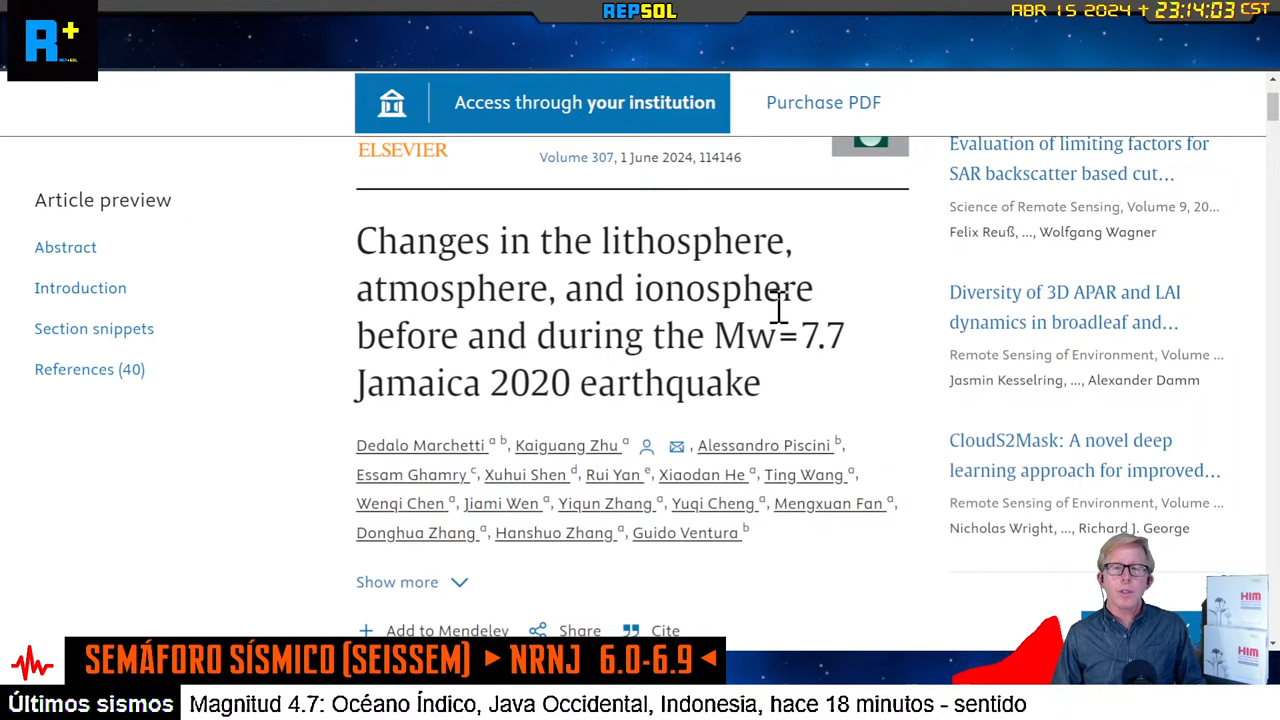 REPSOL
ABR 15 2024 † 23:14:03 CST
R+
REP+SOL
Access through your institution
Purchase PDF
ELSEVIER
Volume 307, 1 June 2024, 114146
Article preview
Abstract
Introduction
Section snippets
References (40)
Changes in the lithosphere,
atmosphere, and ionosphere
before and during the Mw=7.7
Jamaica 2020 earthquake
Dedalo Marchetti a b, Kaiguang Zhu a, Alessandro Piscini b,
Essam Ghamry c, Xuhui Shen d, Rui Yan e, Xiaodan He a, Ting Wang a,
Wenqi Chen a, Jiami Wen a, Yiqun Zhang a, Yuqi Cheng a, Mengxuan Fan a,
Donghua Zhang a, Hanshuo Zhang a, Guido Ventura b
Show more
Add to Mendeley
Share
Cite
Evaluation of limiting factors for
SAR backscatter based cut...
Science of Remote Sensing, Volume 9, 20...
Felix Reuß, ..., Wolfgang Wagner
Diversity of 3D APAR and LAI
dynamics in broadleaf and...
Remote Sensing of Environment, Volume ...
Jasmin Kesselring, ..., Alexander Damm
CloudS2Mask: A novel deep
learning approach for improved...
Remote Sensing of Environment, Volume ...
Nicholas Wright, ..., Richard J. George
HIM
HIM
SEMÁFORO SÍSMICO (SEISSEM) ► NRNJ 6.0-6.9 ◄
Últimos sismos
Magnitud 4.7: Océano Índico, Java Occidental, Indonesia, hace 18 minutos - sentido